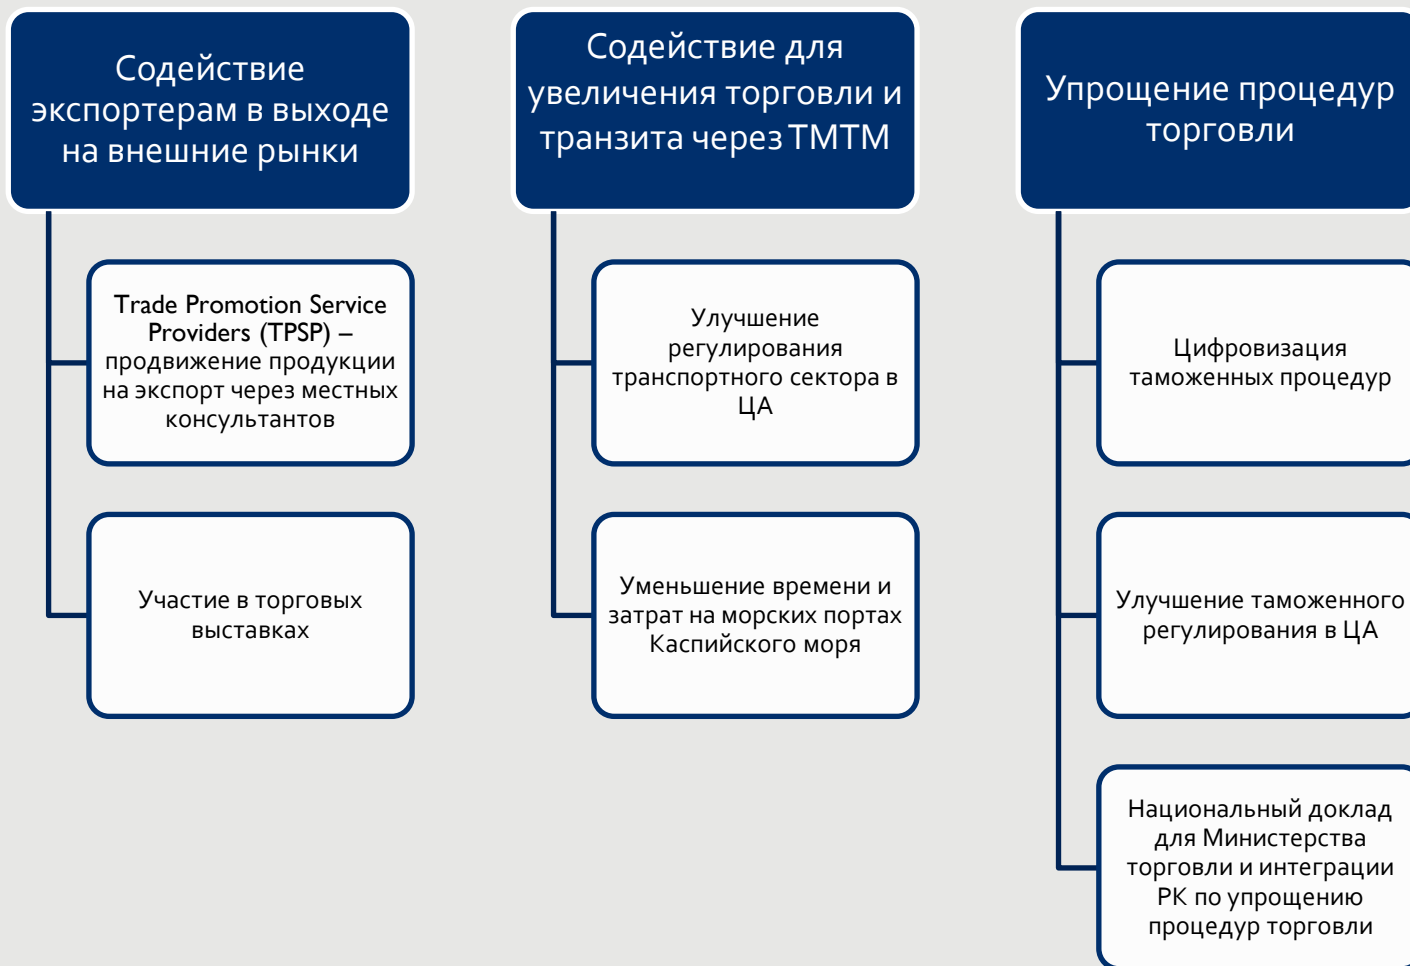 Содействие
экспортерам в выходе
на внешние рынки
Trade Promotion Service
Providers (TPSP) –
продвижение продукции
на экспорт через местных
консультантов
Участие в торговых
выставках
Содействие для
увеличения торговли и
транзита через ТМТМ
Улучшение
регулирования
транспортного сектора в
ЦА
Уменьшение времени и
затрат на морских портах
Каспийского моря
Упрощение процедур
торговли
Цифровизация
таможенных процедур
Улучшение таможенного
регулирования в ЦА
Национальный доклад
для Министерства
торговли и интеграции
РК по упрощению
процедур торговли